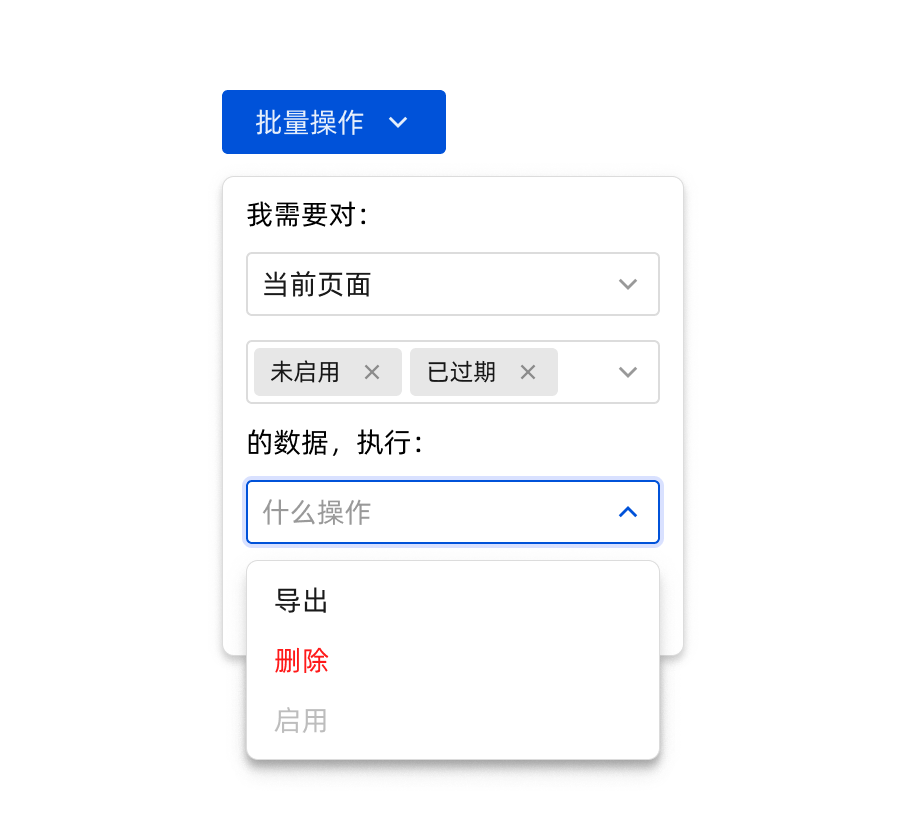 批量操作
我需要对：
当前页面
未启用 已过期
的数据，执行：
什么操作
导出
删除
启用